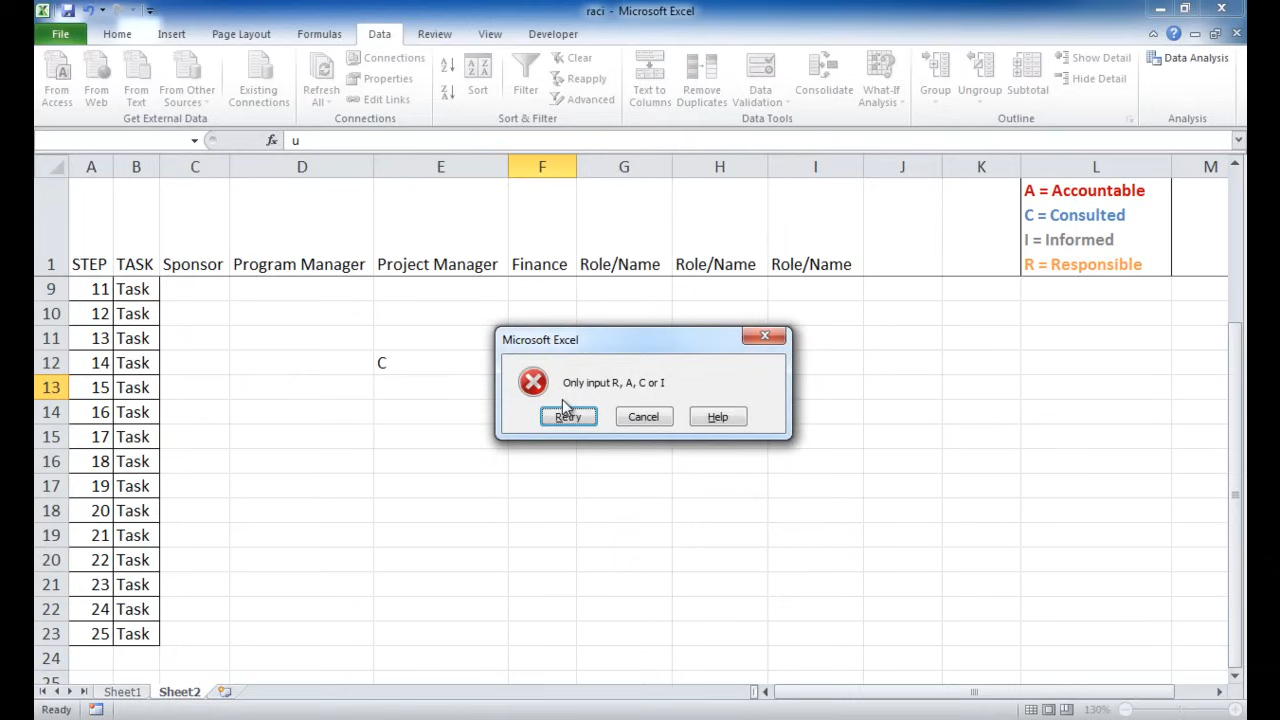 raci - Microsoft Excel
File Home Insert Page Layout Formulas Data Review View Developer
From Access
From Web
From Text
From Other Sources
Existing Connections
Get External Data
Refresh All
Connections
Properties
Edit Links
Connections
Sort
Filter
Clear
Reapply
Advanced
Sort & Filter
Text to Columns
Remove Duplicates
Data Validation
Consolidate
What-If Analysis
Data Tools
Group
Ungroup
Subtotal
Show Detail
Hide Detail
Outline
Data Analysis
Analysis
fx u
A B C D E F G H I J K L M
A = Accountable
C = Consulted
I = Informed
R = Responsible
1 STEP TASK Sponsor Program Manager Project Manager Finance Role/Name Role/Name Role/Name
9 11 Task
10 12 Task
11 13 Task
12 14 Task C
13 15 Task
14 16 Task
15 17 Task
16 18 Task
17 19 Task
18 20 Task
19 21 Task
20 22 Task
21 23 Task
22 24 Task
23 25 Task
24
25
Microsoft Excel
Only input R, A, C or I
Retry Cancel Help
Sheet1 Sheet2
Ready 130%